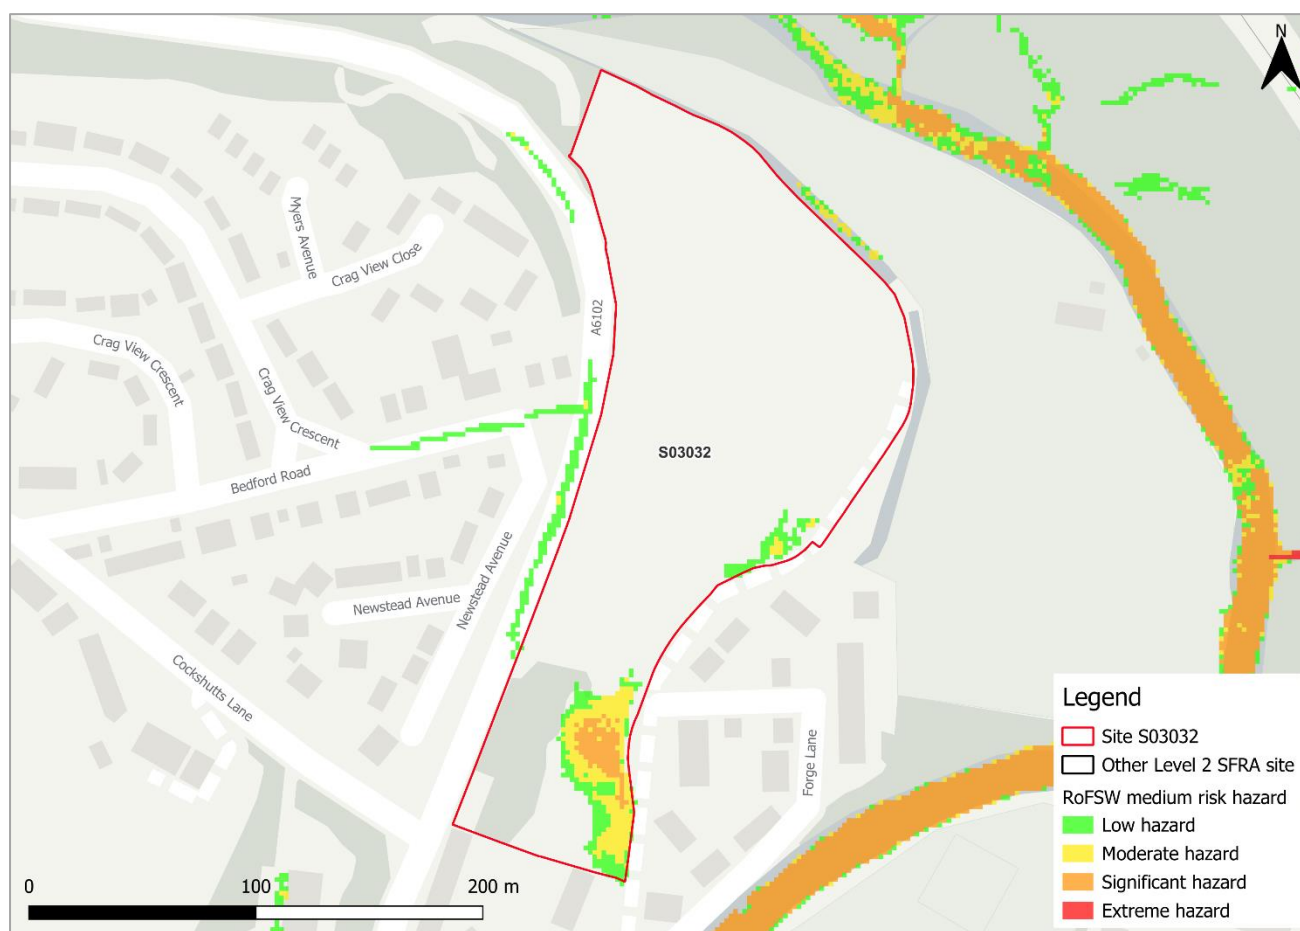 N
Myers Avenue
Crag View Close
A6102
Crag View Crescent
Crag View Crescent
S03032
Bedford Road
Newstead Avenue
Newstead Avenue
Cockshutts Lane
Forge Lane
Legend
Site S03032
Other Level 2 SFRA site
RoFSW medium risk hazard
Low hazard
Moderate hazard
Significant hazard
Extreme hazard
0 100 200 m